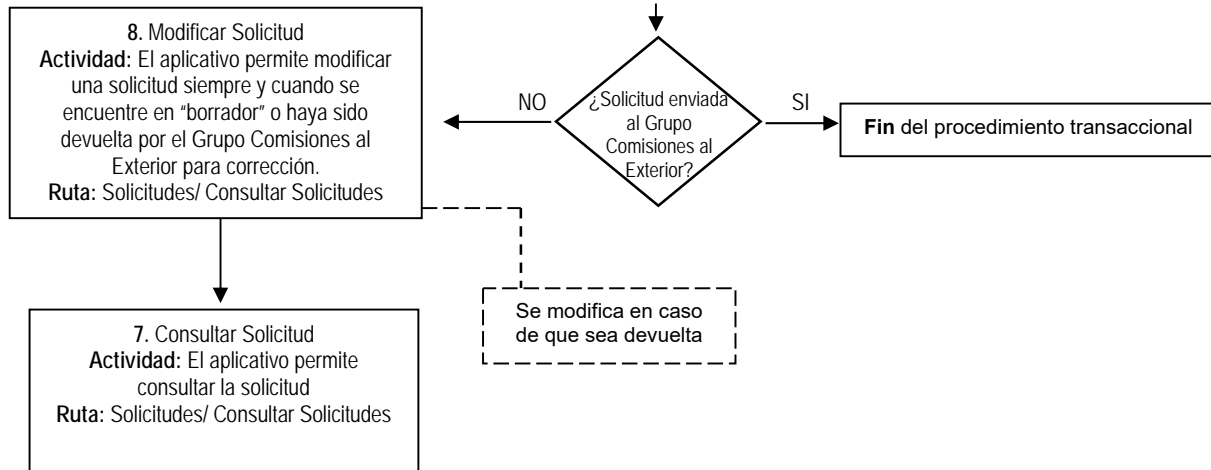 8. Modificar Solicitud
Actividad: El aplicativo permite modificar
una solicitud siempre y cuando se
encuentre en “borrador” o haya sido
devuelta por el Grupo Comisiones al
Exterior para corrección.
Ruta: Solicitudes/ Consultar Solicitudes
NO
¿Solicitud enviada
al Grupo
Comisiones al
Exterior?
SI
Fin del procedimiento transaccional
Se modifica en caso
de que sea devuelta
7. Consultar Solicitud
Actividad: El aplicativo permite
consultar la solicitud
Ruta: Solicitudes/ Consultar Solicitudes